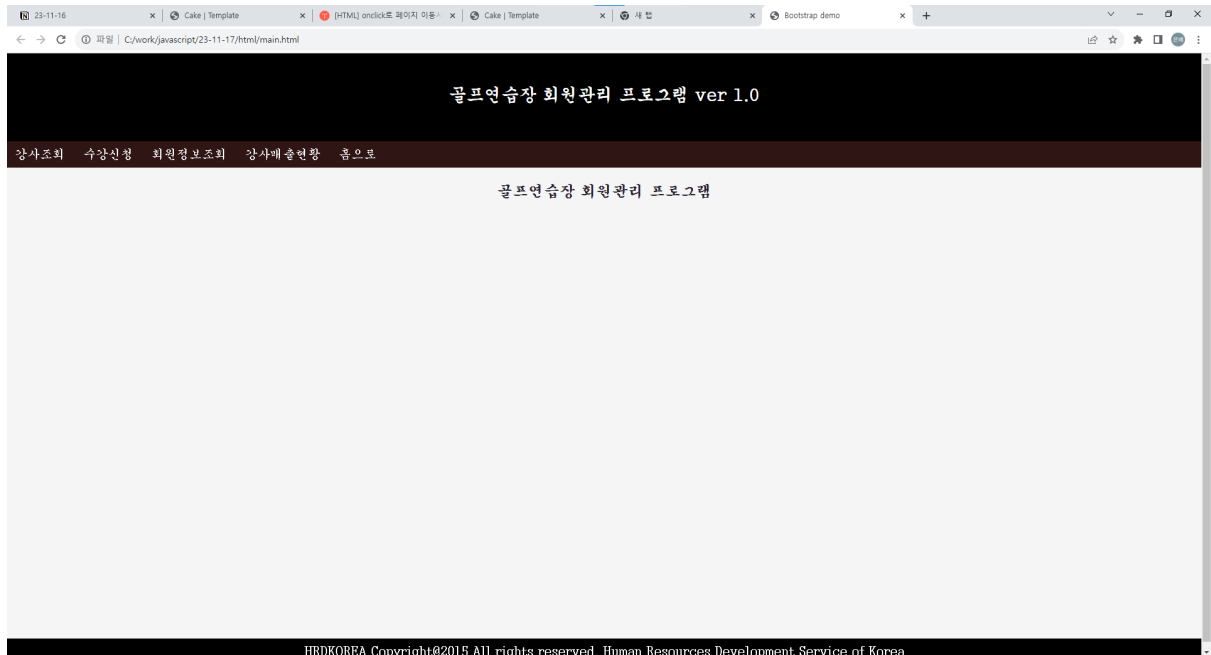 23-11-16
Cake | Template
[HTML] onclick로 페이지 이동시
Cake | Template
새 탭
Bootstrap demo
파일 | C:/work/javascript/23-11-17/html/main.html
골프연습장 회원관리 프로그램 ver 1.0
강사조회 수강신청 회원정보조회 강사매출현황 홈으로
골프연습장 회원관리 프로그램
HRDKOREA Copyright@2015 All rights reserved. Human Resources Development Service of Korea